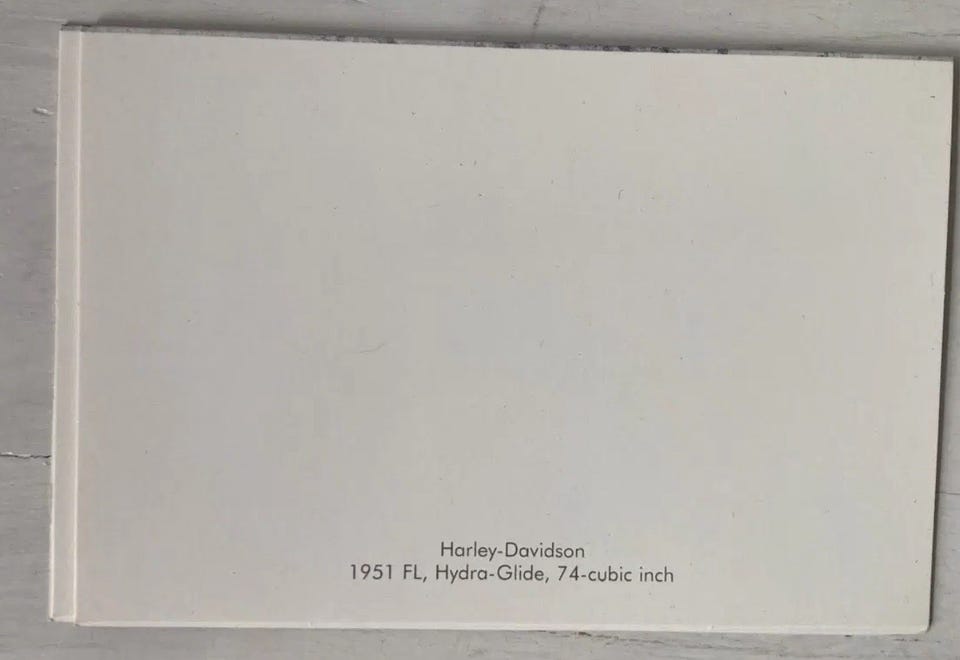 Harley-Davidson
1951 FL, Hydra-Glide, 74-cubic inch